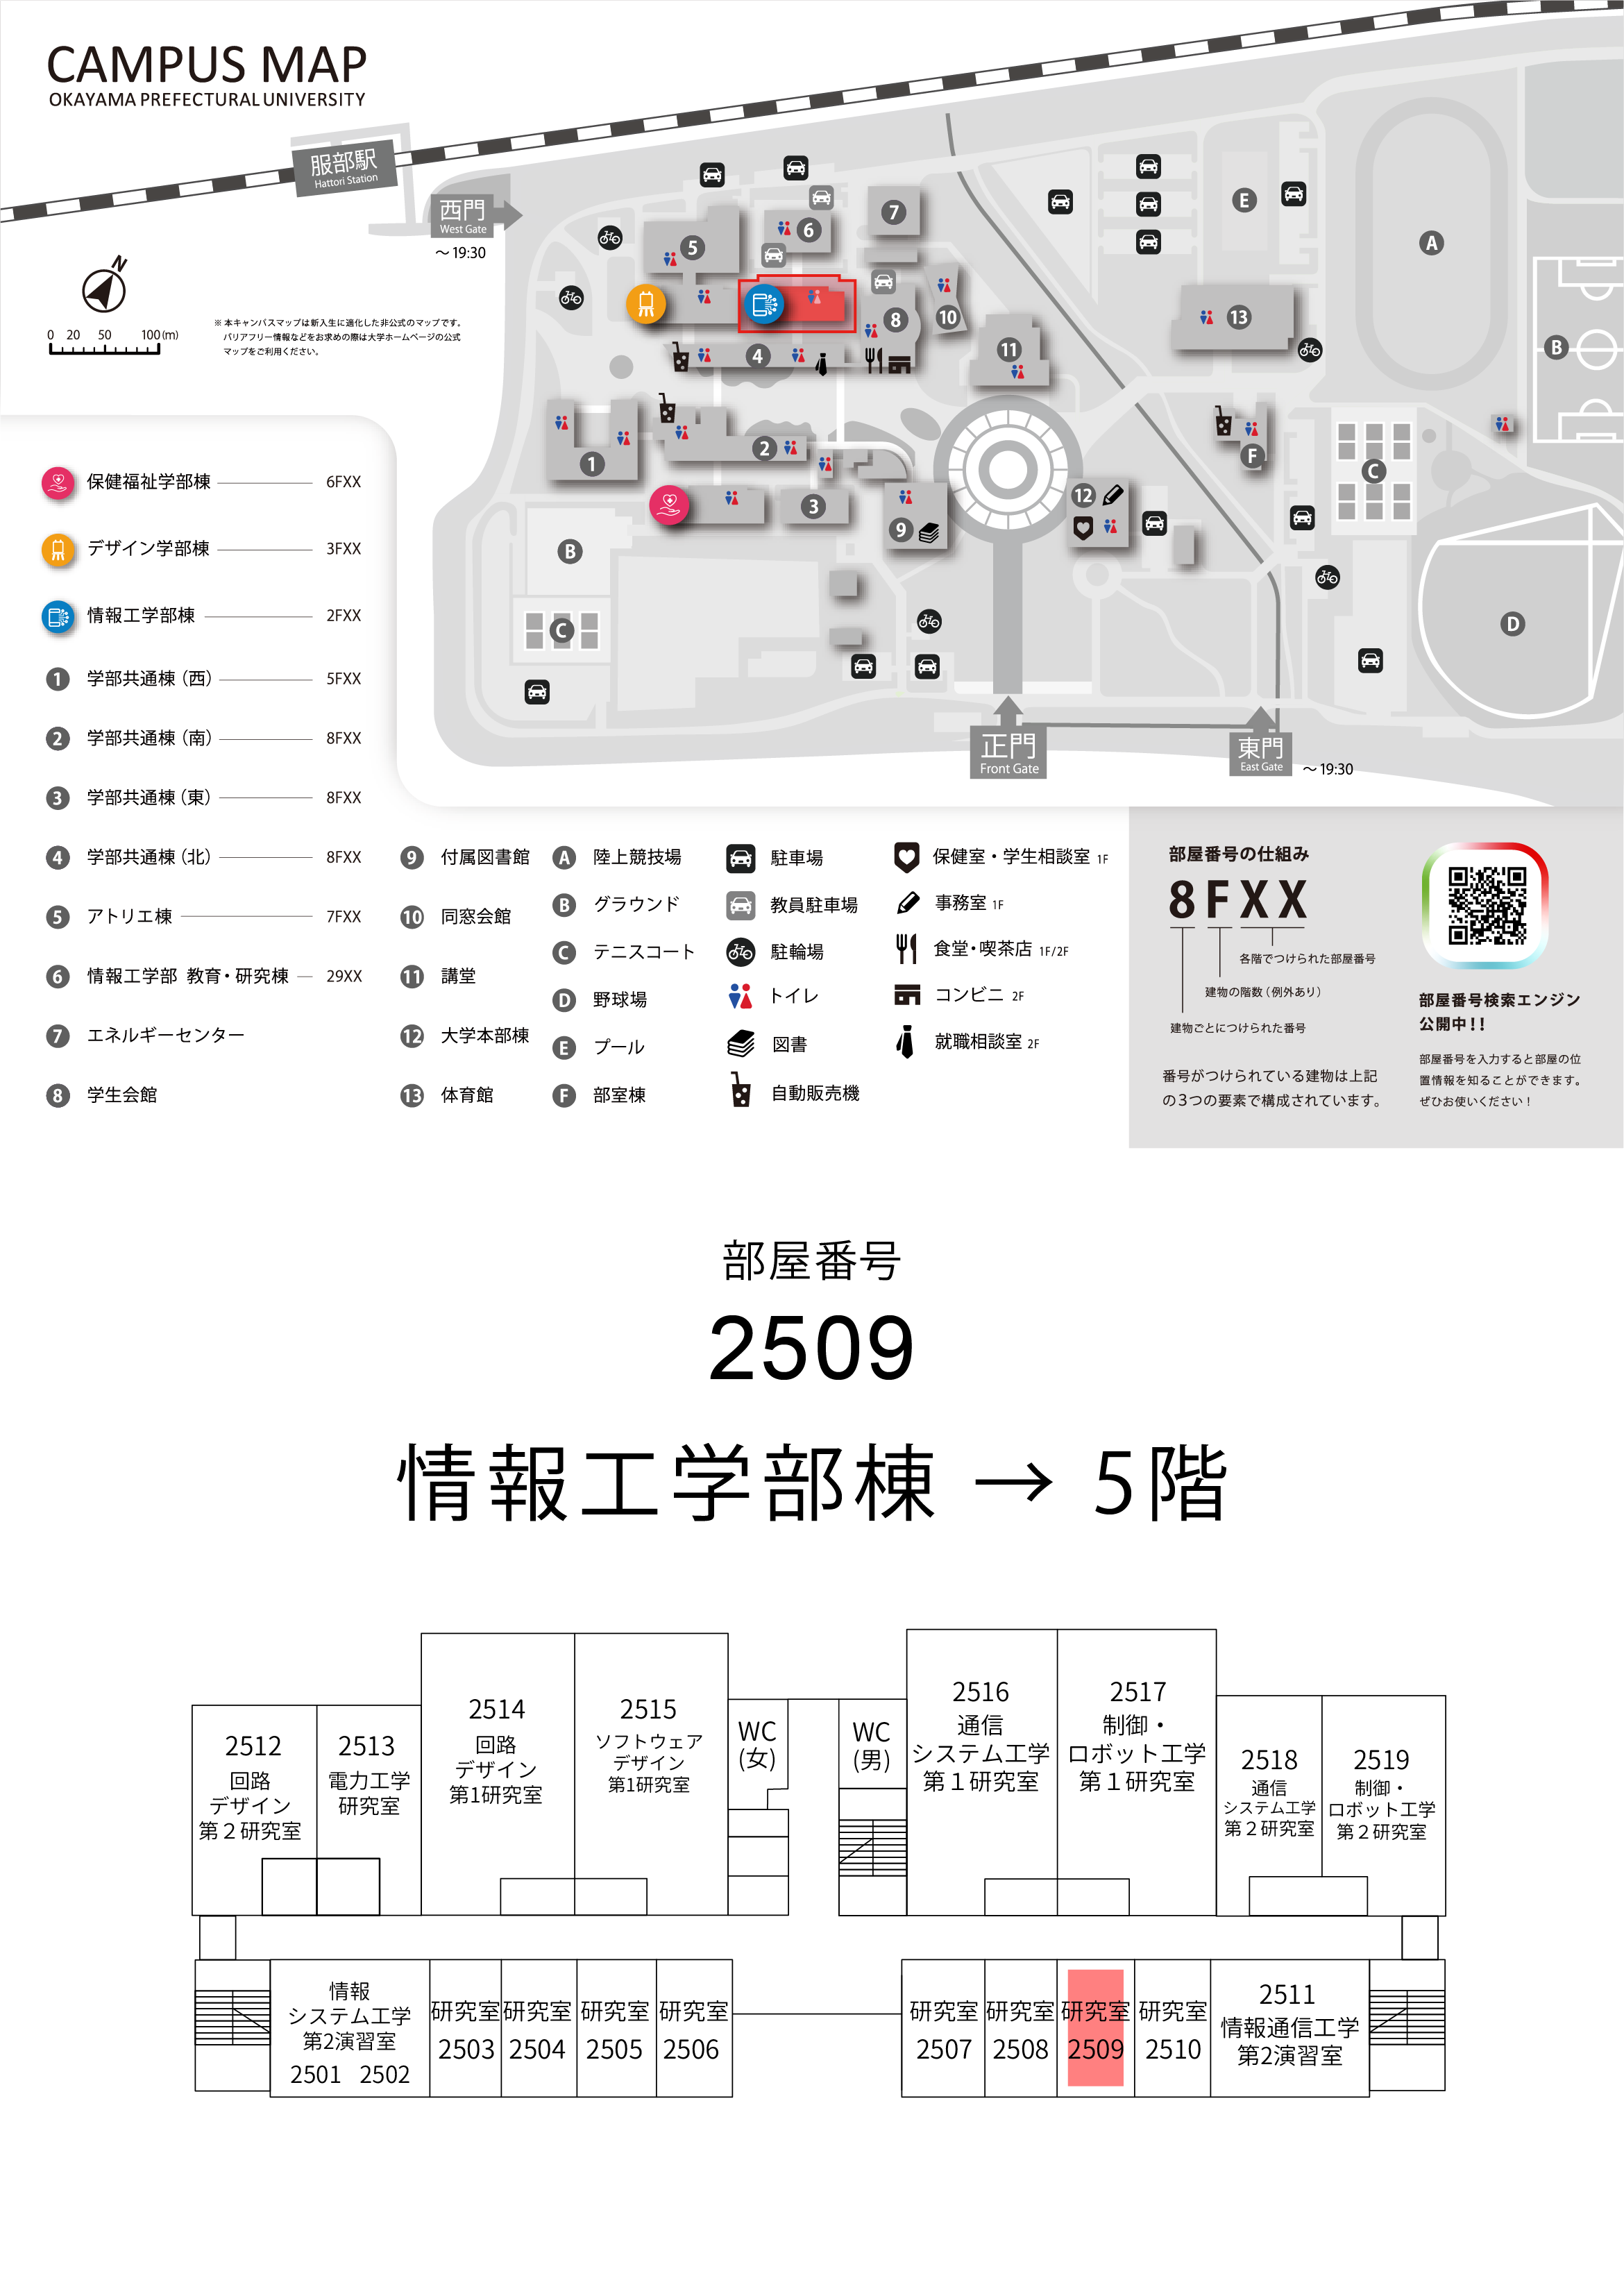 CAMPUS MAP
OKAYAMA PREFECTURAL UNIVERSITY
服部駅
Hattori Station
西門
West Gate
～19:30
N
0 20 50 100(m)
※ 本キャンパスマップは新入生に適化した非公式のマップです。
バリアフリー情報などをお求めの際は大学ホームページの公式
マップをご利用ください。
7
6
5
E
A
8
10
13
11
4
B
1
2
F
C
3
12
9
B
C
D
正門
Front Gate
東門
East Gate
～19:30
保健福祉学部棟 6FXX
デザイン学部棟 3FXX
情報工学部棟 2FXX
1 学部共通棟（西） 5FXX
2 学部共通棟（南） 8FXX
3 学部共通棟（東） 8FXX
4 学部共通棟（北） 8FXX
5 アトリエ棟 7FXX
6 情報工学部 教育・研究棟 29XX
7 エネルギーセンター
8 学生会館
9 付属図書館
10 同窓会館
11 講堂
12 大学本部棟
13 体育館
A 陸上競技場
B グラウンド
C テニスコート
D 野球場
E プール
F 部室棟
駐車場
教員駐車場
駐輪場
トイレ
図書
自動販売機
保健室・学生相談室 1F
事務室 1F
食堂・喫茶店 1F/2F
コンビニ 2F
就職相談室 2F
部屋番号の仕組み
8FXX
各階でつけられた部屋番号
建物の階数（例外あり）
建物ごとにつけられた番号
番号がつけられている建物は上記
の3つの要素で構成されています。
部屋番号検索エンジン
公開中！！
部屋番号を入力すると部屋の位
置情報を知ることができます。
ぜひお使いください！
部屋番号
2509
情報工学部棟 → 5階
2512
回路
デザイン
第２研究室
2513
電力工学
研究室
2514
回路
デザイン
第1研究室
2515
ソフトウェア
デザイン
第1研究室
WC
(女)
WC
(男)
2516
通信
システム工学
第１研究室
2517
制御・
ロボット工学
第１研究室
2518
通信
システム工学
第２研究室
2519
制御・
ロボット工学
第２研究室
情報
システム工学
第2演習室
2501 2502
研究室
2503
研究室
2504
研究室
2505
研究室
2506
研究室
2507
研究室
2508
研究室
2509
研究室
2510
2511
情報通信工学
第2演習室